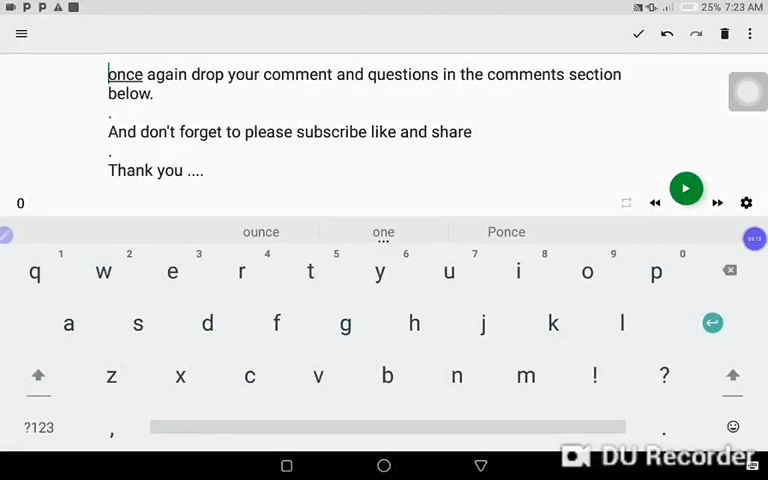 25% 7:23 AM
once again drop your comment and questions in the comments section
below.
.
And don't forget to please subscribe like and share
.
Thank you ....
0
ounce one Ponce
1 2 3 4 5 6 7 8 9 0
q w e r t y u i o p
a s d f g h j k l
z x c v b n m ! ?
?123 , .
DU Recorder